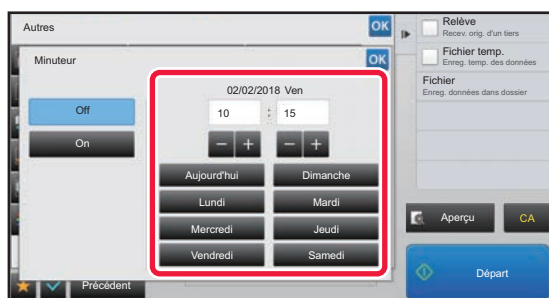 Autres
OK
Minuteur
OK
02/02/2018 Ven
Off
10 : 15
On
- + - +
Aujourd'hui
Dimanche
Lundi
Mardi
Mercredi
Jeudi
Vendredi
Samedi
Précédent
Relève
Recev. orig. d'un tiers
Fichier temp.
Enreg. temp. des données
Fichier
Enreg. données dans dossier
Aperçu
CA
Départ